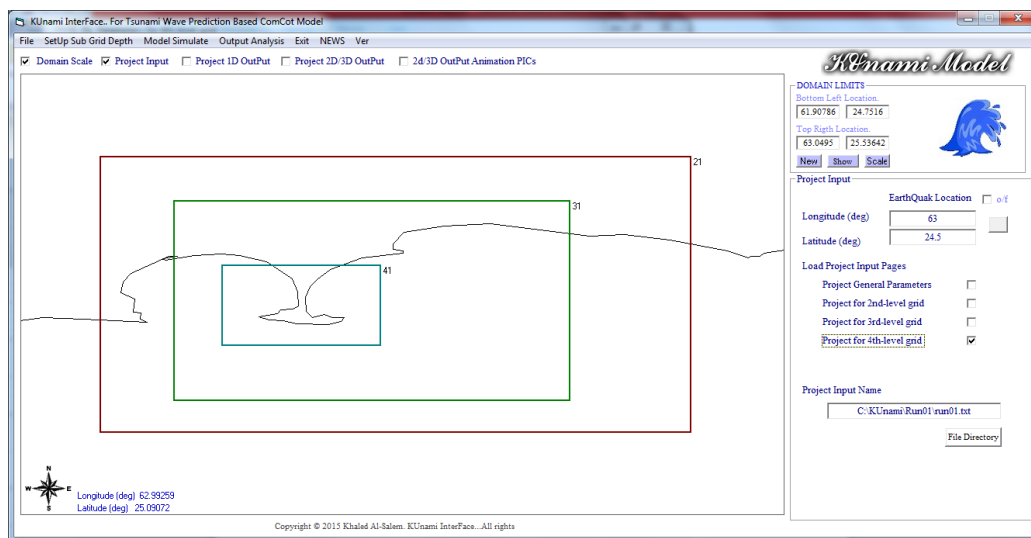 KUnami InterFace.. For Tsunami Wave Prediction Based ComCot Model
File SetUp Sub Grid Depth Model Simulate Output Analysis Exit NEWS Ver
Domain Scale Project Input Project 1D OutPut Project 2D/3D OutPut 2d/3D OutPut Animation PICs
KUnami Model
DOMAIN LIMITS
Bottom Left Location.
61.90786 24.7516
Top Rigth Location.
63.0495 25.53642
New Show Scale
Project Input
EarthQuak Location o/f
Longitude (deg) 63
Latitude (deg) 24.5
Load Project Input Pages
Project General Parameters
Project for 2nd-level grid
Project for 3rd-level grid
Project for 4th-level grid
Project Input Name
C:\KUnami\Run01\run01.txt
File Directory
21
31
41
N
W E
S
Longitude (deg) 62.99259
Latitude (deg) 25.09072
Copyright © 2015 Khaled Al-Salem. KUnami InterFace...All rights